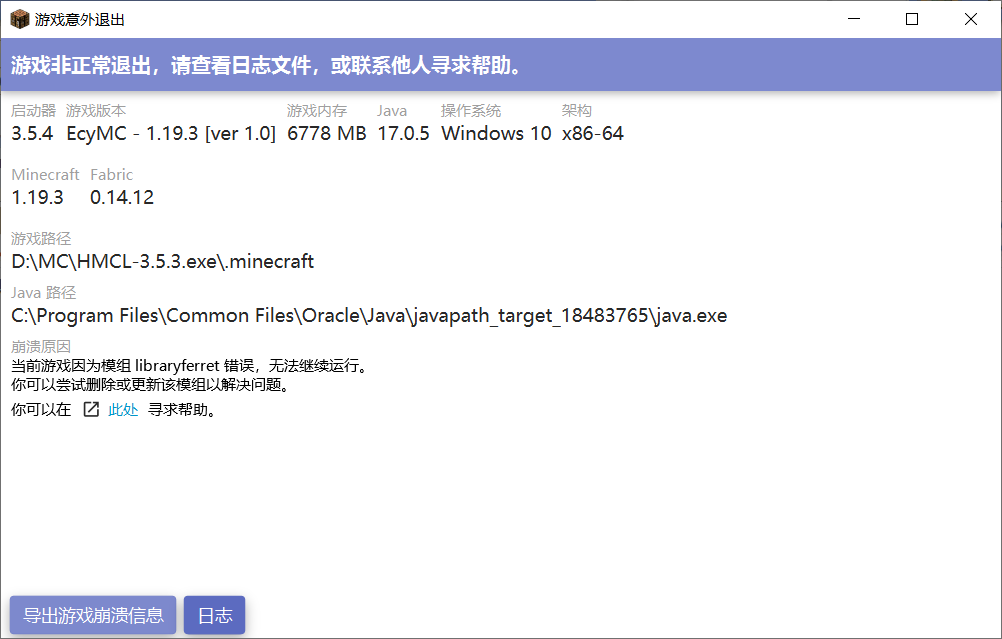 游戏意外退出
游戏非正常退出，请查看日志文件，或联系他人寻求帮助。
启动器 游戏版本 游戏内存 Java 操作系统 架构
3.5.4 EcyMC - 1.19.3 [ver 1.0] 6778 MB 17.0.5 Windows 10 x86-64
Minecraft Fabric
1.19.3 0.14.12
游戏路径
D:\MC\HMCL-3.5.3.exe\.minecraft
Java 路径
C:\Program Files\Common Files\Oracle\Java\javapath_target_18483765\java.exe
崩溃原因
当前游戏因为模组 libraryferret 错误，无法继续运行。
你可以尝试删除或更新该模组以解决问题。
你可以在 此处 寻求帮助。
导出游戏崩溃信息 日志